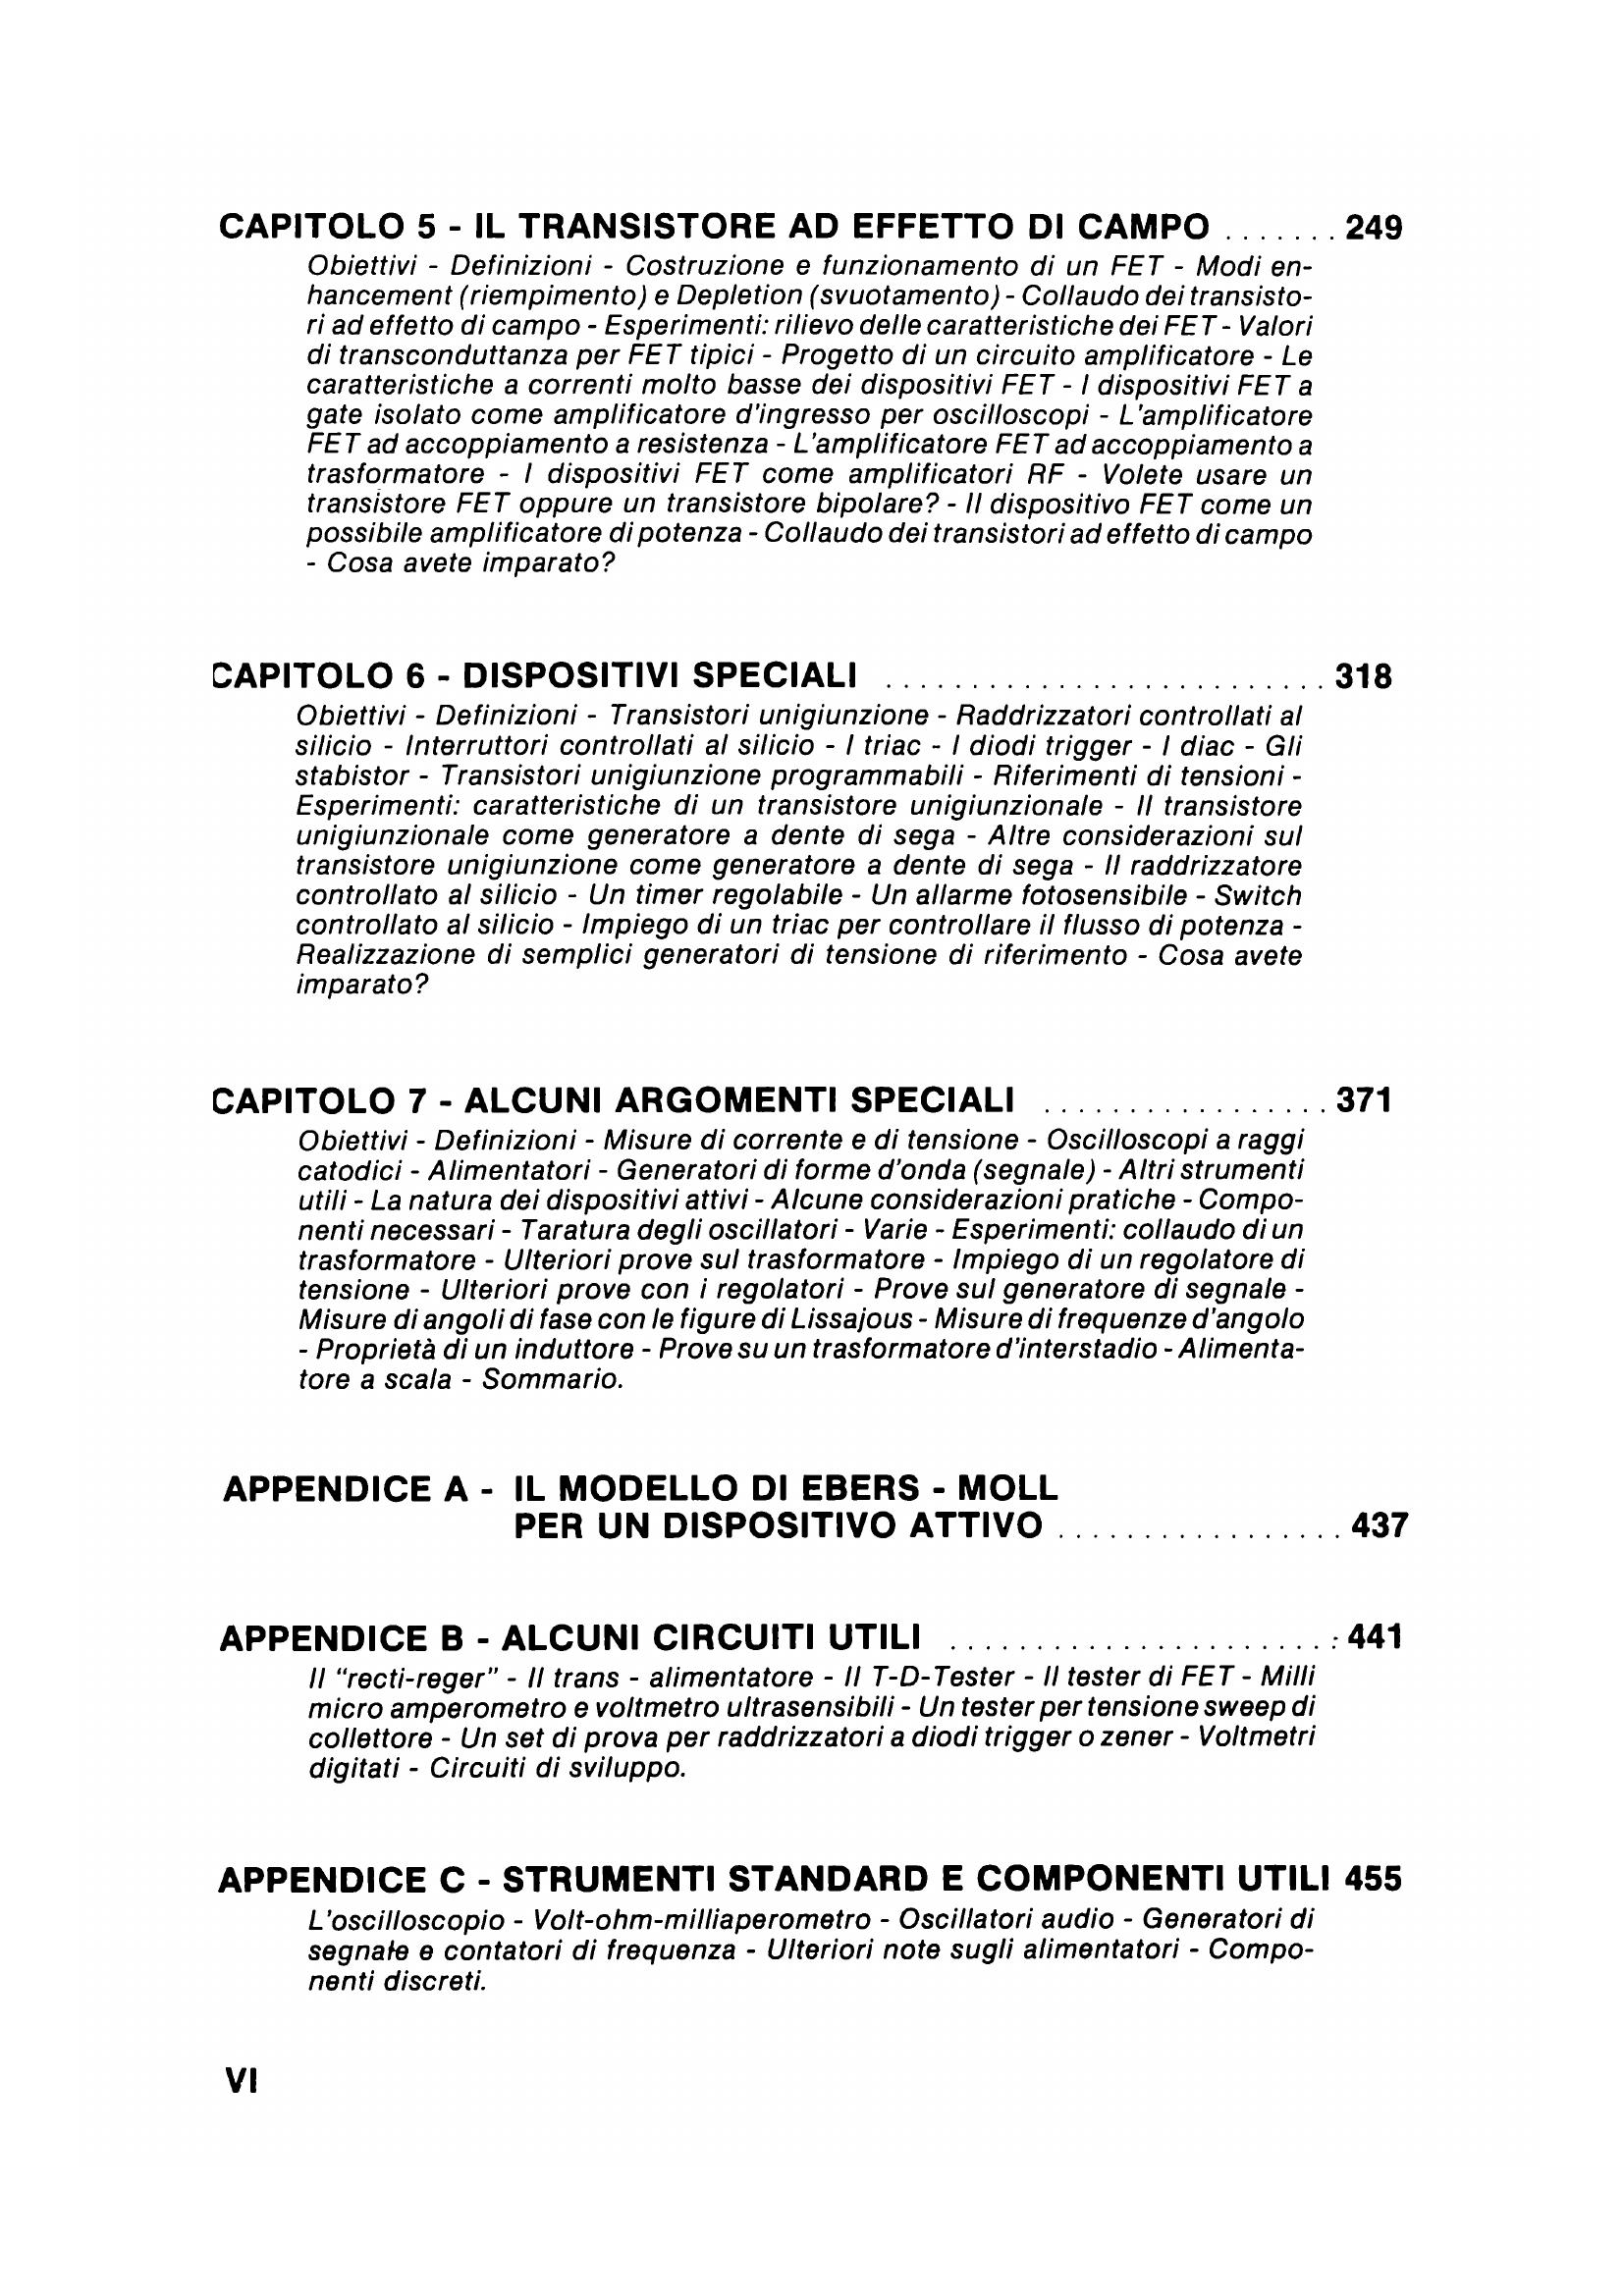 CAPITOLO 5 - IL TRANSISTORE AD EFFETTO DI CAMPO ....... 249
Obiettivi - Definizioni - Costruzione e funzionamento di un FET - Modi en-
hancement (riempimento) e Depletion (svuotamento) - Collaudo dei transisto-
ri ad effetto di campo - Esperimenti: rilievo delle caratteristiche dei FET - Valori
di transconduttanza per FET tipici - Progetto di un circuito amplificatore - Le
caratteristiche a correnti molto basse dei dispositivi FET - I dispositivi FET a
gate isolato come amplificatore d'ingresso per oscilloscopi - L'amplificatore
FET ad accoppiamento a resistenza - L'amplificatore FET ad accoppiamento a
trasformatore - I dispositivi FET come amplificatori RF - Volete usare un
transistore FET oppure un transistore bipolare? - Il dispositivo FET come un
possibile amplificatore di potenza - Collaudo dei transistori ad effetto di campo
- Cosa avete imparato?
CAPITOLO 6 - DISPOSITIVI SPECIALI .......................... 318
Obiettivi - Definizioni - Transistori unigiunzione - Raddrizzatori controllati al
silicio - Interruttori controllati al silicio - I triac - I diodi trigger - I diac - Gli
stabistor - Transistori unigiunzione programmabili - Riferimenti di tensioni -
Esperimenti: caratteristiche di un transistore unigiunzionale - Il transistore
unigiunzionale come generatore a dente di sega - Altre considerazioni sul
transistore unigiunzione come generatore a dente di sega - Il raddrizzatore
controllato al silicio - Un timer regolabile - Un allarme fotosensibile - Switch
controllato al silicio - Impiego di un triac per controllare il flusso di potenza -
Realizzazione di semplici generatori di tensione di riferimento - Cosa avete
imparato?
CAPITOLO 7 - ALCUNI ARGOMENTI SPECIALI ................. 371
Obiettivi - Definizioni - Misure di corrente e di tensione - Oscilloscopi a raggi
catodici - Alimentatori - Generatori di forme d'onda (segnale) - Altri strumenti
utili - La natura dei dispositivi attivi - Alcune considerazioni pratiche - Compo-
nenti necessari - Taratura degli oscillatori - Varie - Esperimenti: collaudo di un
trasformatore - Ulteriori prove sul trasformatore - Impiego di un regolatore di
tensione - Ulteriori prove con i regolatori - Prove sul generatore di segnale -
Misure di angoli di fase con le figure di Lissajous - Misure di frequenze d'angolo
- Proprietà di un induttore - Prove su un trasformatore d'interstadio - Alimenta-
tore a scala - Sommario.
APPENDICE A - IL MODELLO DI EBERS - MOLL
PER UN DISPOSITIVO ATTIVO ................. 437
APPENDICE B - ALCUNI CIRCUITI UTILI ....................... 441
Il “recti-reger” - Il trans - alimentatore - Il T-D-Tester - Il tester di FET - Milli
micro amperometro e voltmetro ultrasensibili - Un tester per tensione sweep di
collettore - Un set di prova per raddrizzatori a diodi trigger o zener - Voltmetri
digitati - Circuiti di sviluppo.
APPENDICE C - STRUMENTI STANDARD E COMPONENTI UTILI 455
L'oscilloscopio - Volt-ohm-milliaperometro - Oscillatori audio - Generatori di
segnale e contatori di frequenza - Ulteriori note sugli alimentatori - Compo-
nenti discreti.
VI